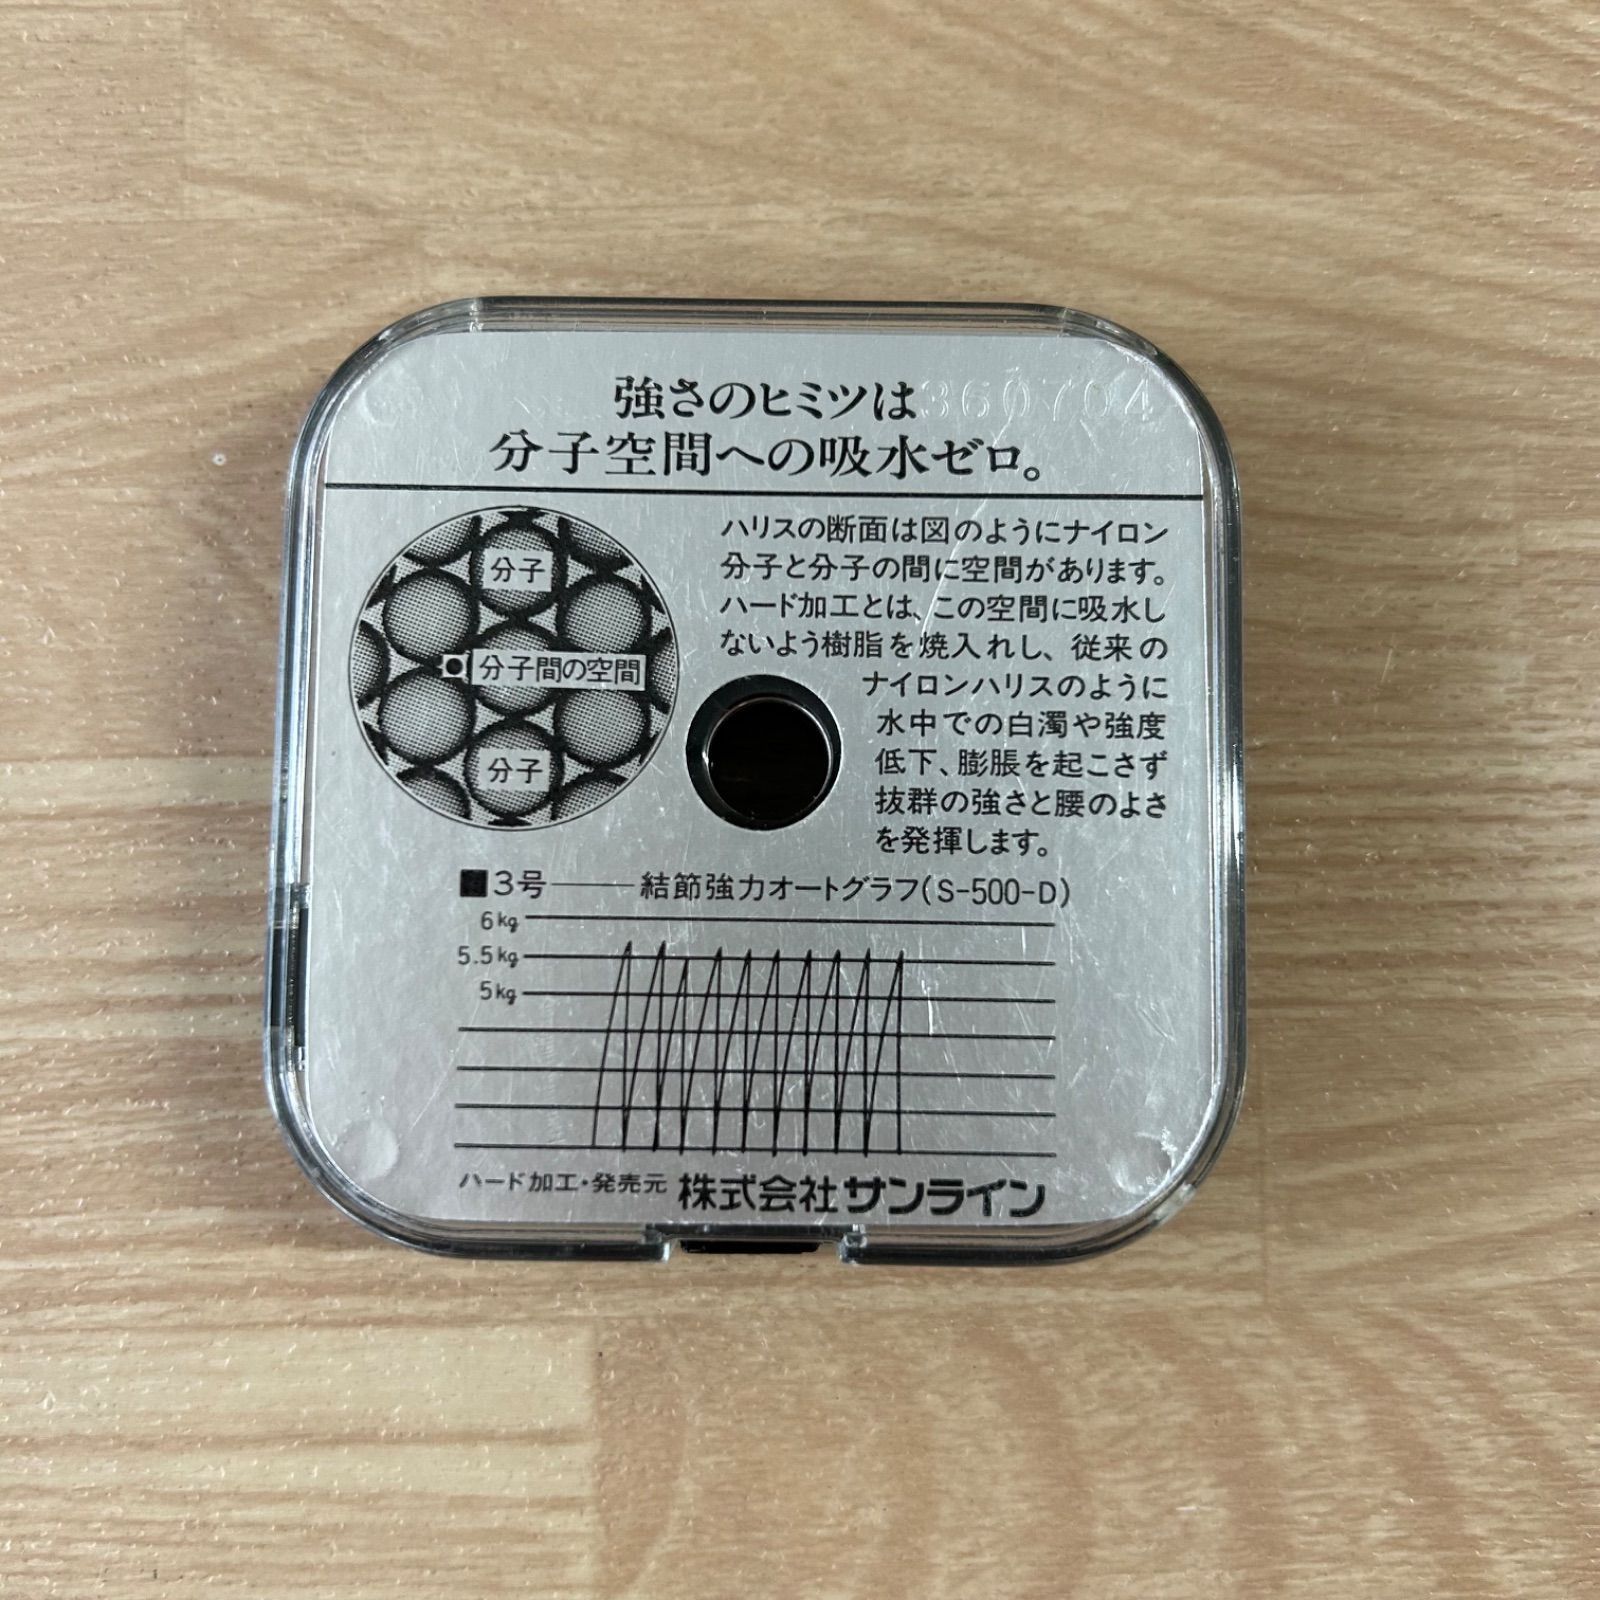 強さのヒミツは
360704
分子空間への吸水ゼロ。
分子
分子間の空間
分子
ハリスの断面は図のようにナイロン
分子と分子の間に空間があります。
ハード加工とは、この空間に吸水し
ないよう樹脂を焼入れし、従来の
ナイロンハリスのように
水中での白濁や強度
低下、膨脹を起こさず
抜群の強さと腰のよさ
を発揮します。
■3号――結節強力オートグラフ(S-500-D)
6kg
5.5kg
5kg
ハード加工・発売元 株式会社サンライン